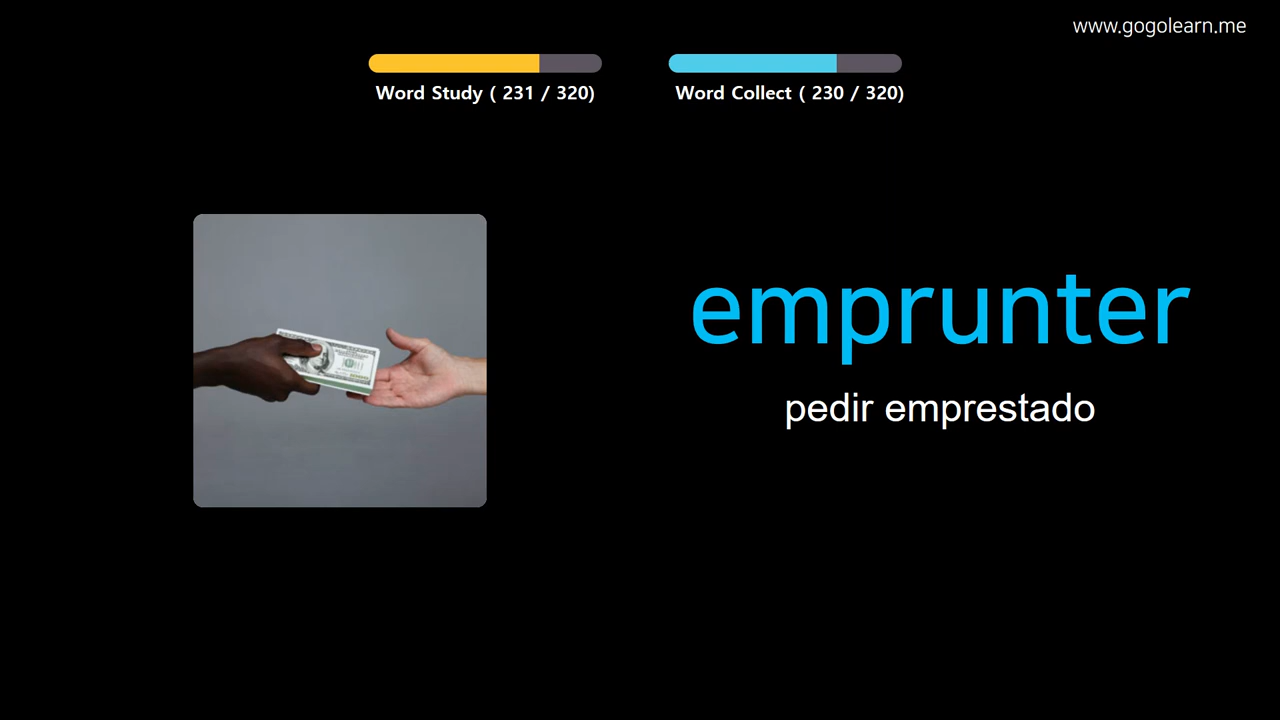 www.gogolearn.me
Word Study ( 231 / 320)
Word Collect ( 230 / 320)
emprunter
pedir emprestado